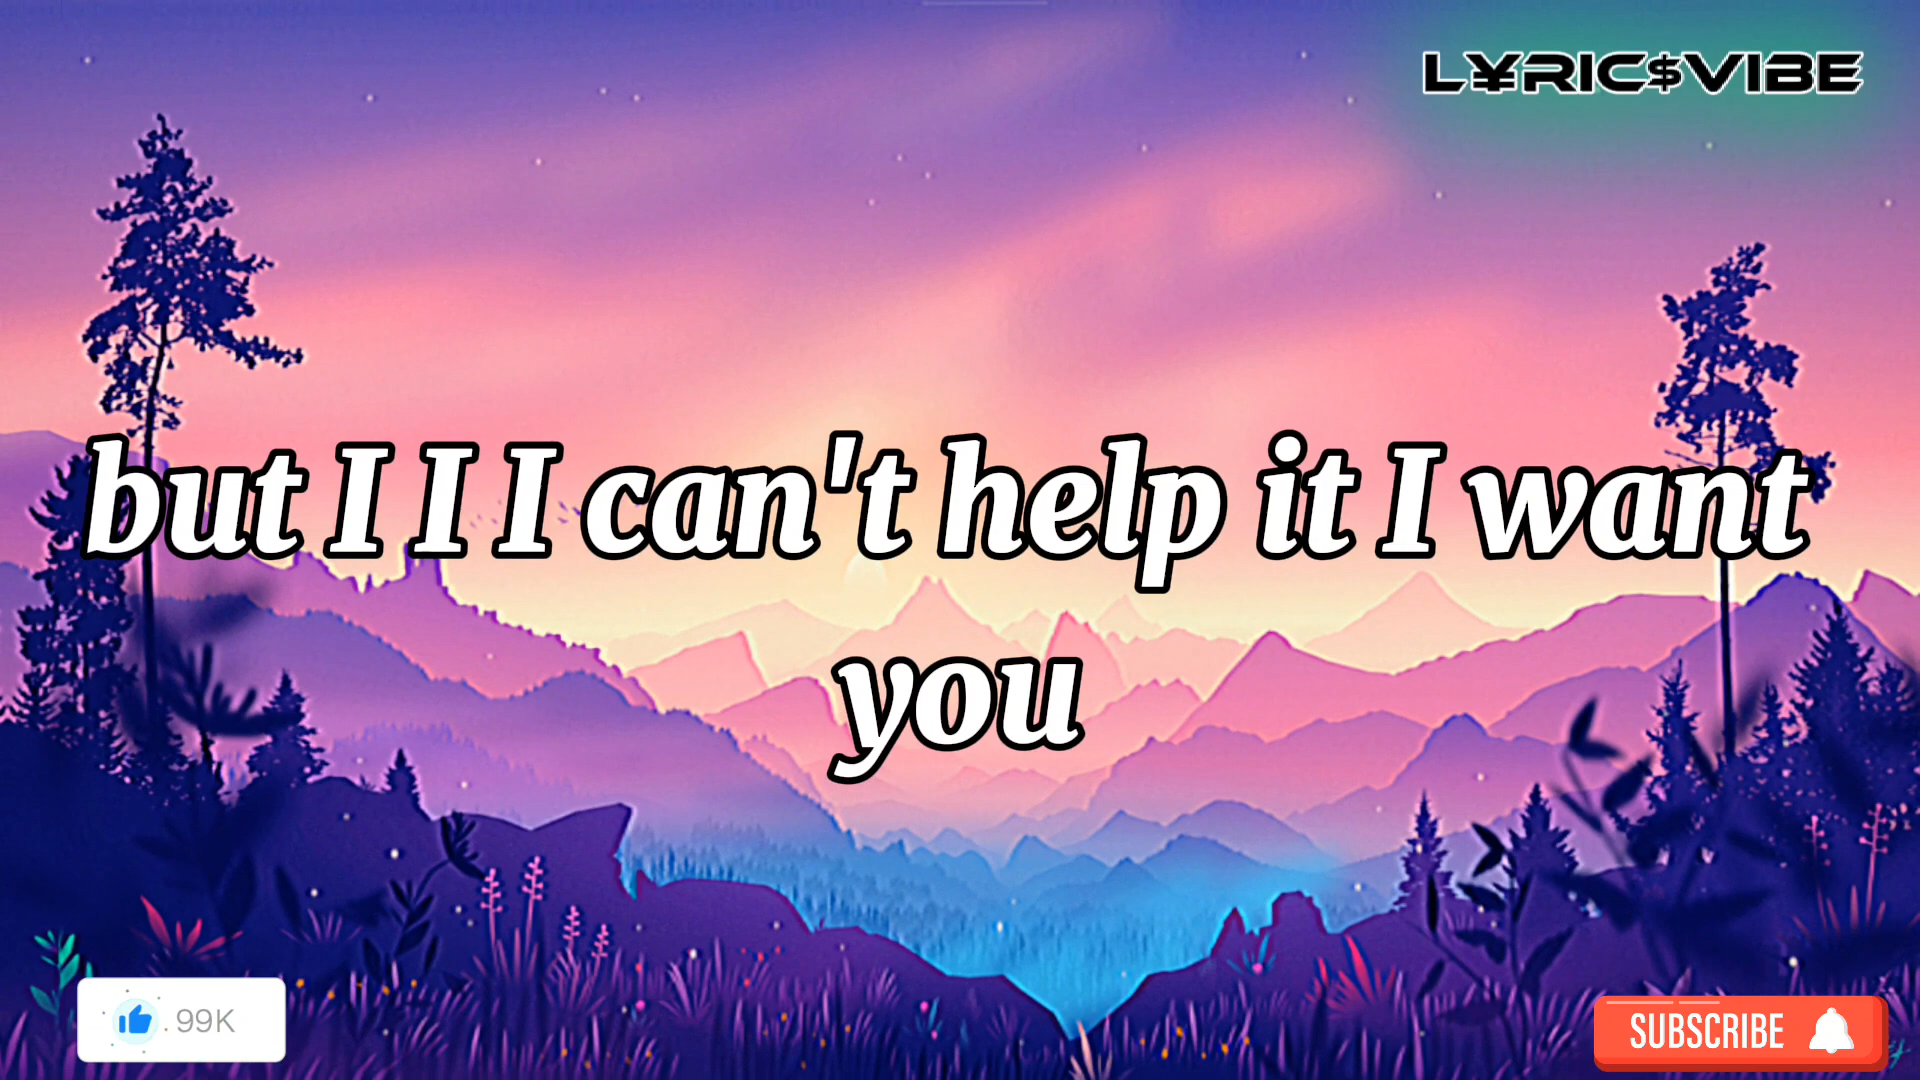 L¥RIC$VIBE
but I I I can't help it I want
you
.99K
SUBSCRIBE